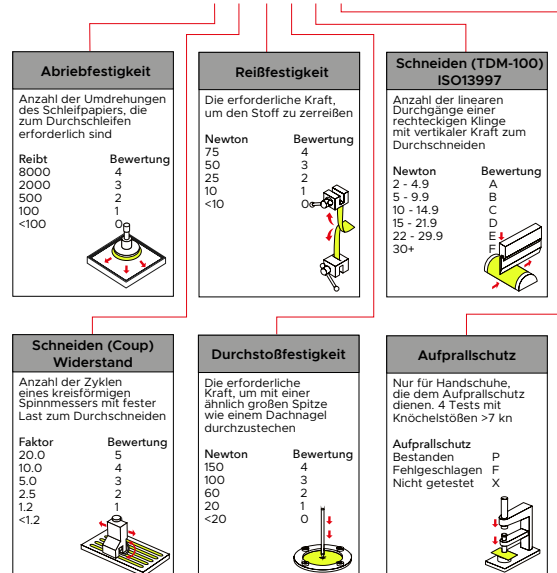 Abriebfestigkeit
Anzahl der Umdrehungen
des Schleifpapiers, die
zum Durchschleifen
erforderlich sind
Reibt Bewertung
8000 4
2000 3
500 2
100 1
<100 0
Reißfestigkeit
Die erforderliche Kraft,
um den Stoff zu zerreißen
Newton Bewertung
75 4
50 3
25 2
10 1
<10 0
Schneiden (TDM-100)
ISO13997
Anzahl der linearen
Durchgänge einer
rechteckigen Klinge
mit vertikaler Kraft zum
Durchschneiden
Newton Bewertung
2 - 4.9 A
5 - 9.9 B
10 - 14.9 C
15 - 21.9 D
22 - 29.9 E
30+ F
Schneiden (Coup)
Widerstand
Anzahl der Zyklen
eines kreisförmigen
Spinnmessers mit fester
Last zum Durchschneiden
Faktor Bewertung
20.0 5
10.0 4
5.0 3
2.5 2
1.2 1
<1.2
Durchstoßfestigkeit
Die erforderliche
Kraft, um mit einer
ähnlich großen Spitze
wie einem Dachnagel
durchzustechen
Newton Bewertung
150 4
100 3
60 2
20 1
<20 0
Aufprallschutz
Nur für Handschuhe,
die dem Aufprallschutz
dienen. 4 Tests mit
Knöchelstößen >7 kn
Aufprallschutz
Bestanden P
Fehlgeschlagen F
Nicht getestet X